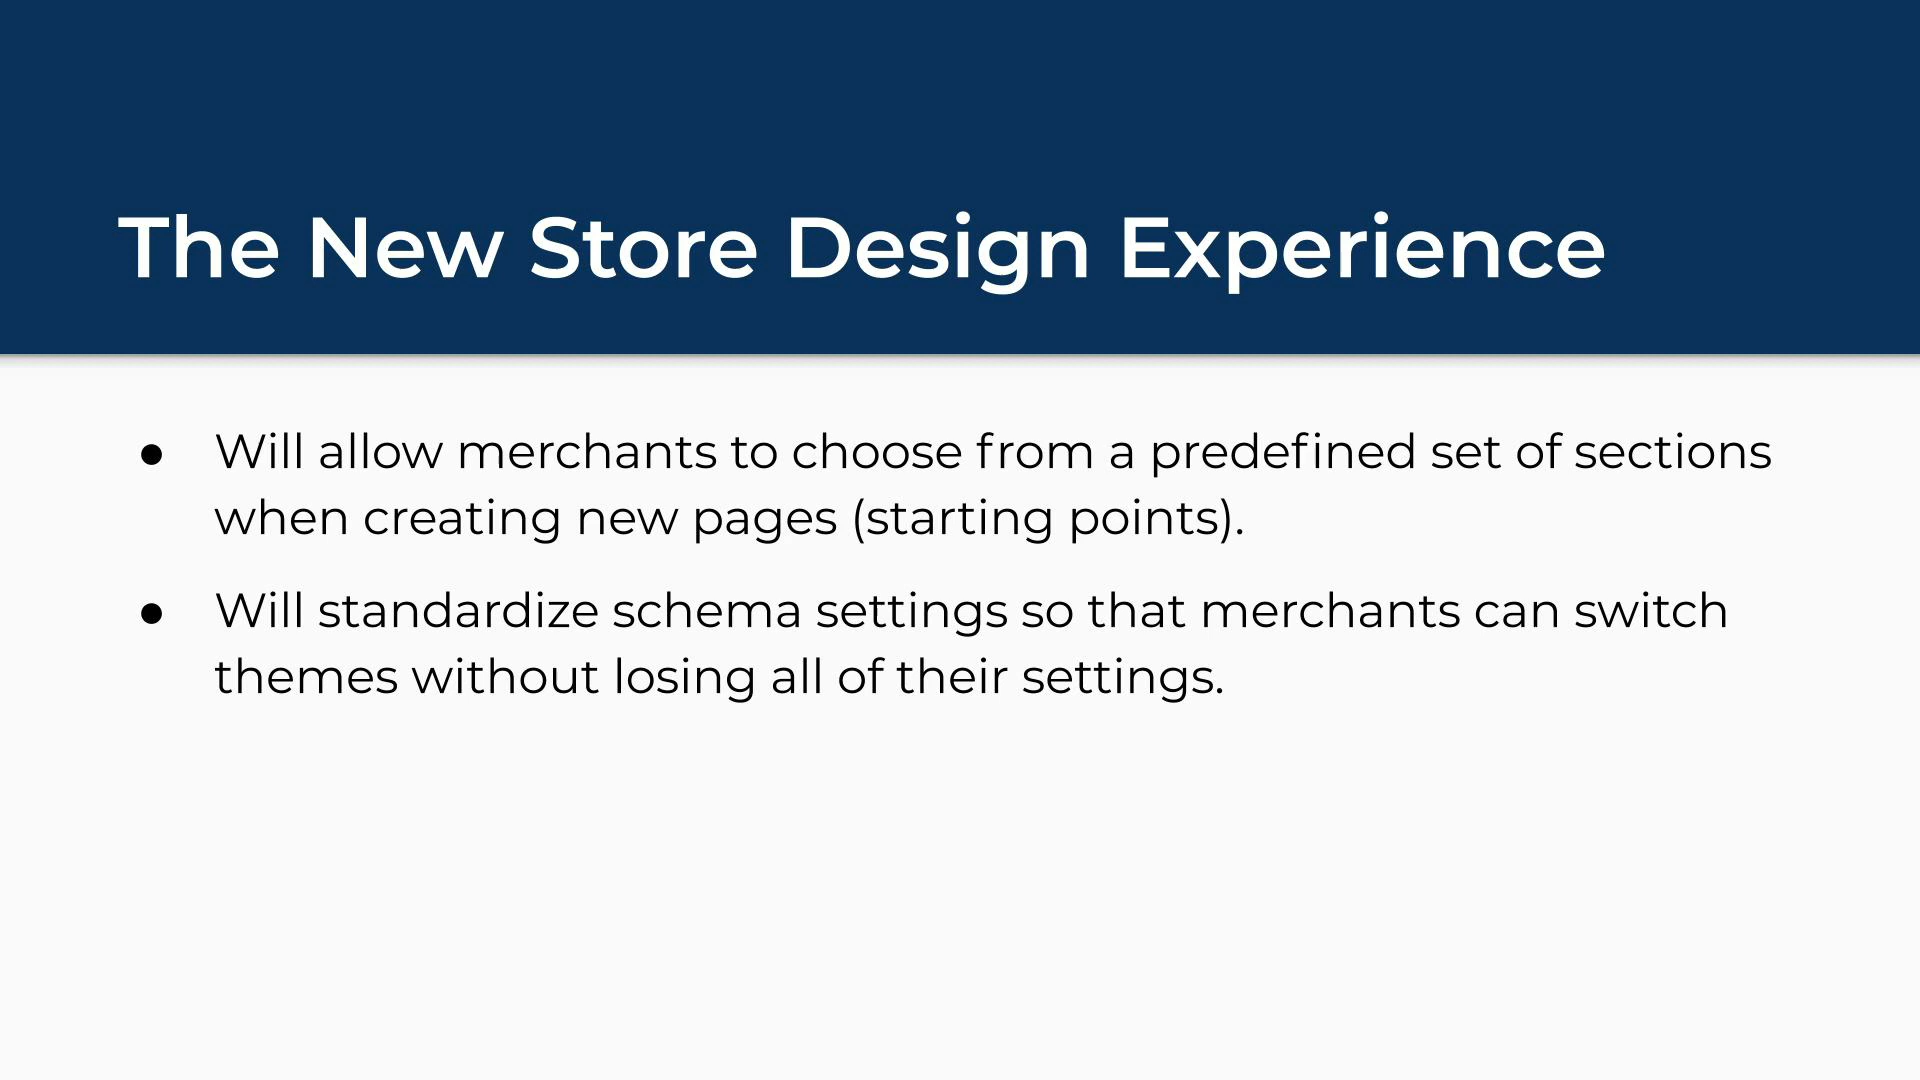 The New Store Design Experience
● Will allow merchants to choose from a predefined set of sections
when creating new pages (starting points).
● Will standardize schema settings so that merchants can switch
themes without losing all of their settings.